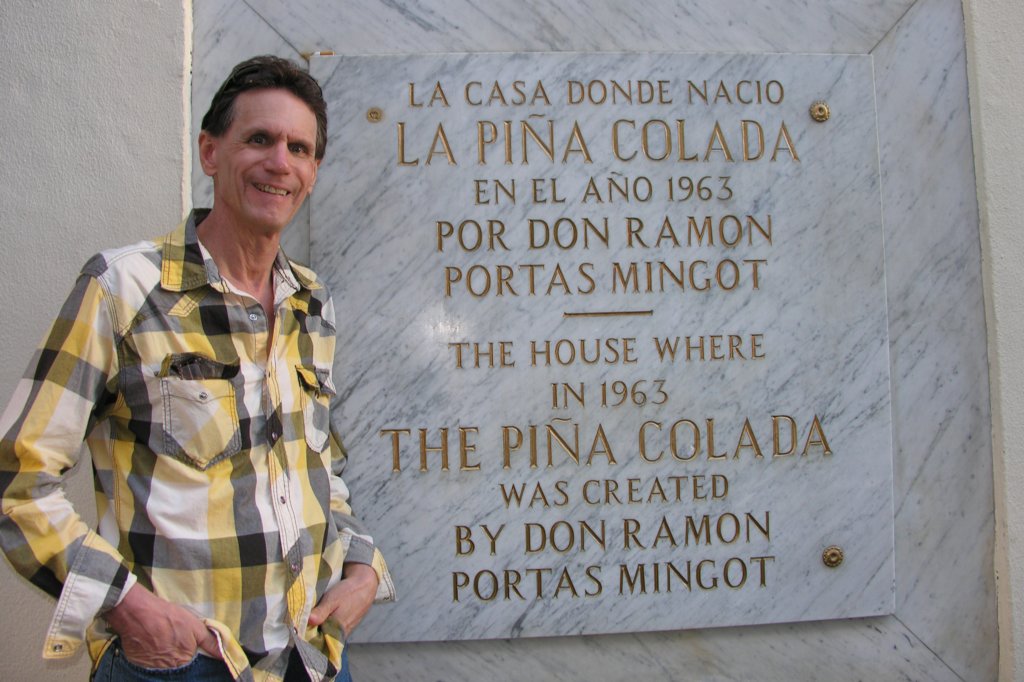 LA CASA DONDE NACIO
LA PIÑA COLADA
EN EL AÑO 1963
POR DON RAMON
PORTAS MINGOT
THE HOUSE WHERE
IN 1963
THE PIÑA COLADA
WAS CREATED
BY DON RAMON
PORTAS MINGOT